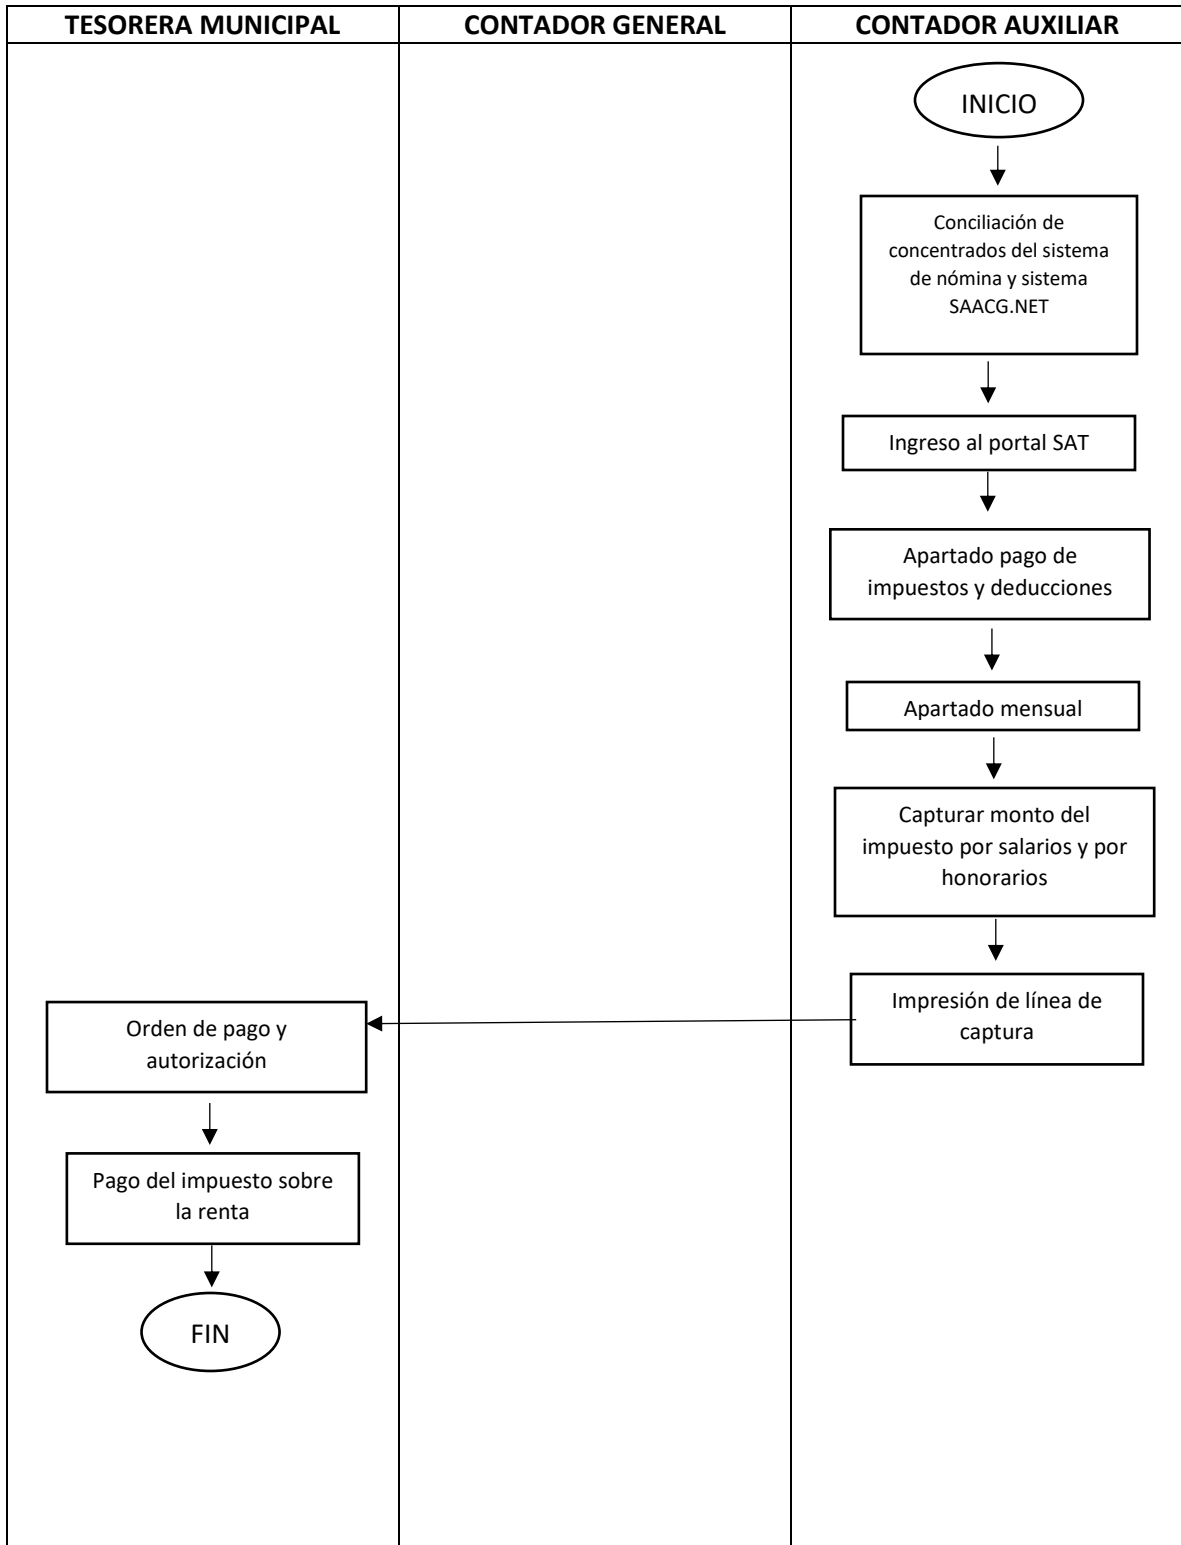 TESORERA MUNICIPAL
CONTADOR GENERAL
CONTADOR AUXILIAR
INICIO
Conciliación de
concentrados del sistema
de nómina y sistema
SAACG.NET
Ingreso al portal SAT
Apartado pago de
impuestos y deducciones
Apartado mensual
Capturar monto del
impuesto por salarios y por
honorarios
Impresión de línea de
captura
Orden de pago y
autorización
Pago del impuesto sobre
la renta
FIN